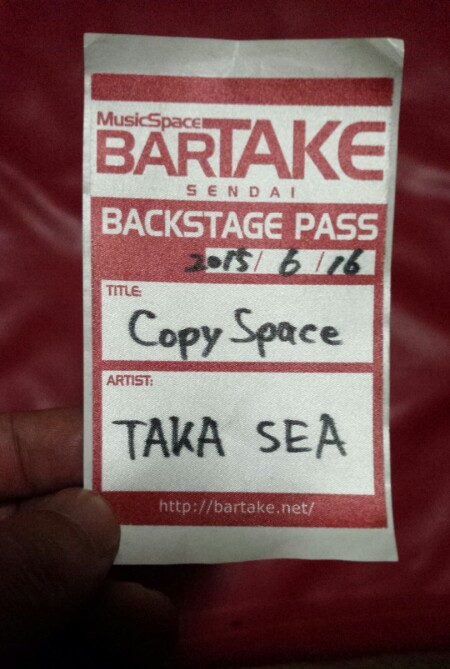 MusicSpace
BARTAKE
SENDAI
BACKSTAGE PASS
2015/ 6 /16
TITLE:
Copy Space
ARTIST:
TAKA SEA
http://bartake.net/